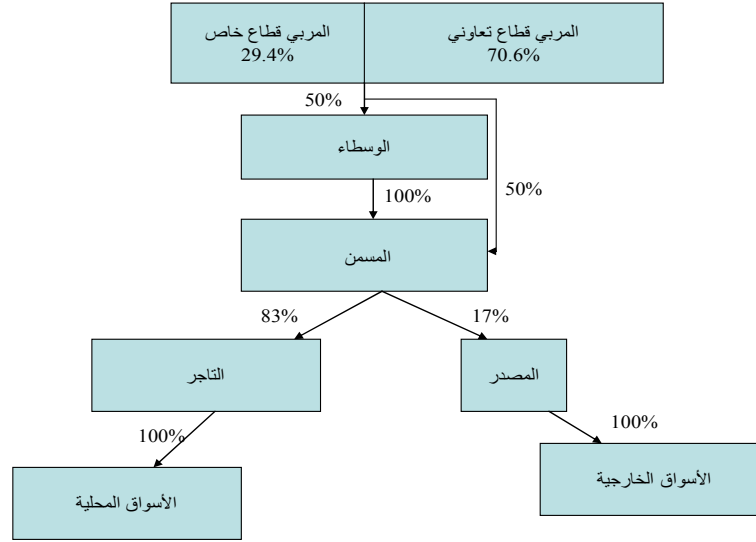 المربي قطاع تعاوني
70.6%
المربي قطاع خاص
29.4%
50%
الوسطاء
100%
50%
المسمن
83%
17%
التاجر
المصدر
100%
100%
الأسواق الخارجية
الأسواق المحلية